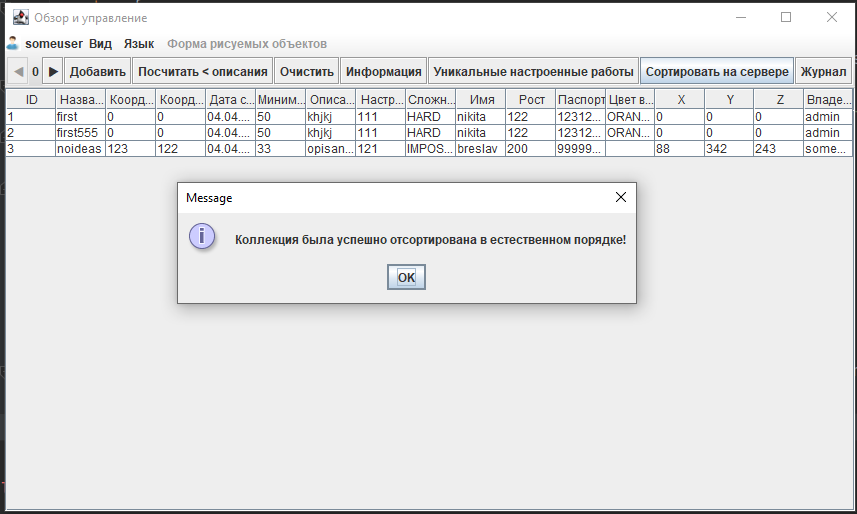 Обзор и управление
someuser Вид Язык Форма рисуемых объектов
0 Добавить Посчитать < описания Очистить Информация Уникальные настроенные работы Сортировать на сервере Журнал
ID Назва... Коорд... Коорд... Дата с... Миним... Описа... Настр... Сложн... Имя Рост Паспорт Цвет в... X Y Z Владе...
1 first 0 0 04.04.... 50 khjkj 111 HARD nikita 122 12312... ORAN... 0 0 0 admin
2 first555 0 0 04.04.... 50 khjkj 111 HARD nikita 122 12312... ORAN... 0 0 0 admin
3 noideas 123 122 04.04.... 33 opisan... 121 IMPOS... breslav 200 99999... 88 342 243 some...
Message
Коллекция была успешно отсортирована в естественном порядке!
OK